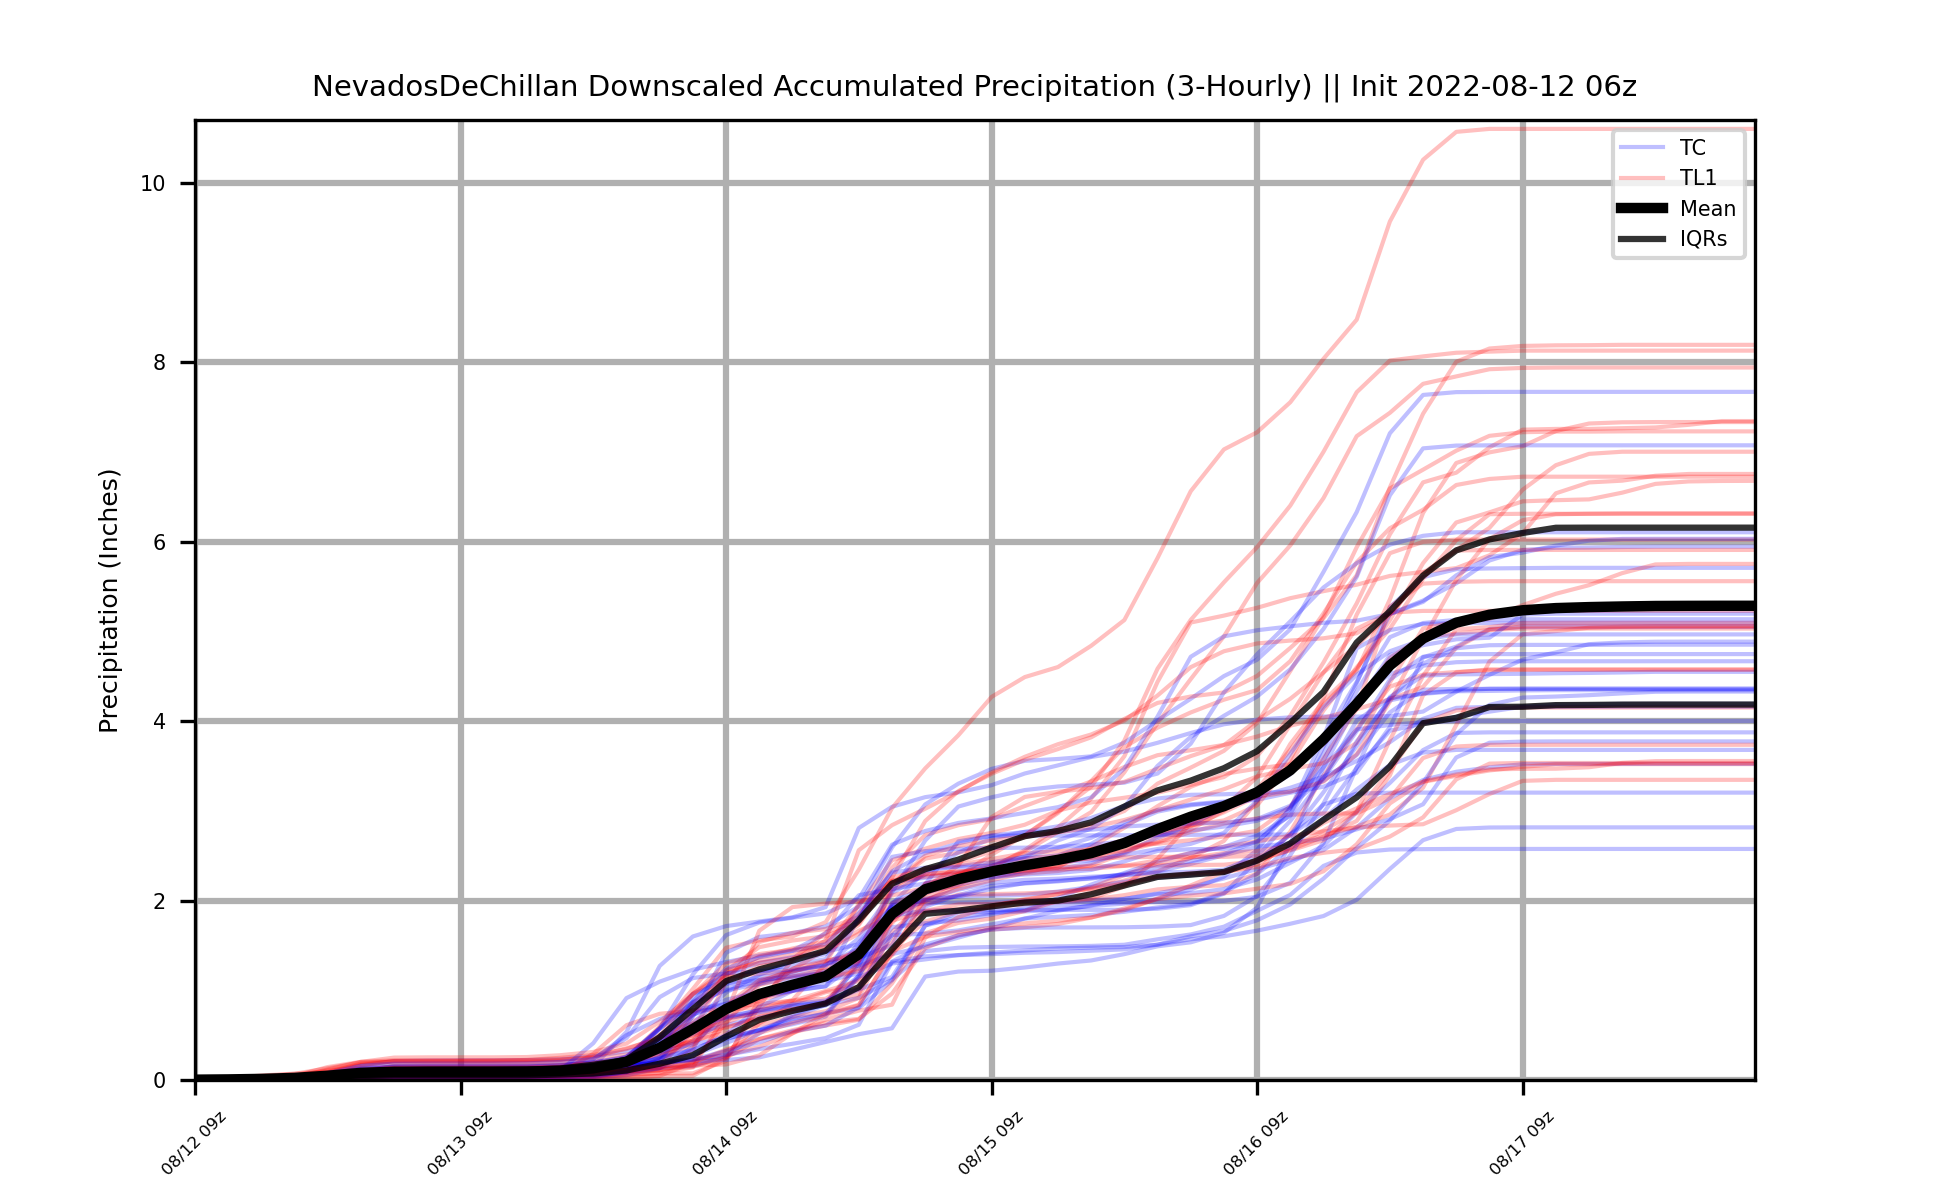 NevadosDeChillan Downscaled Accumulated Precipitation (3-Hourly) || Init 2022-08-12 06z
TC
TL1
Mean
IQRs
Precipitation (Inches)
10
8
6
4
2
0
08/12 09z
08/13 09z
08/14 09z
08/15 09z
08/16 09z
08/17 09z